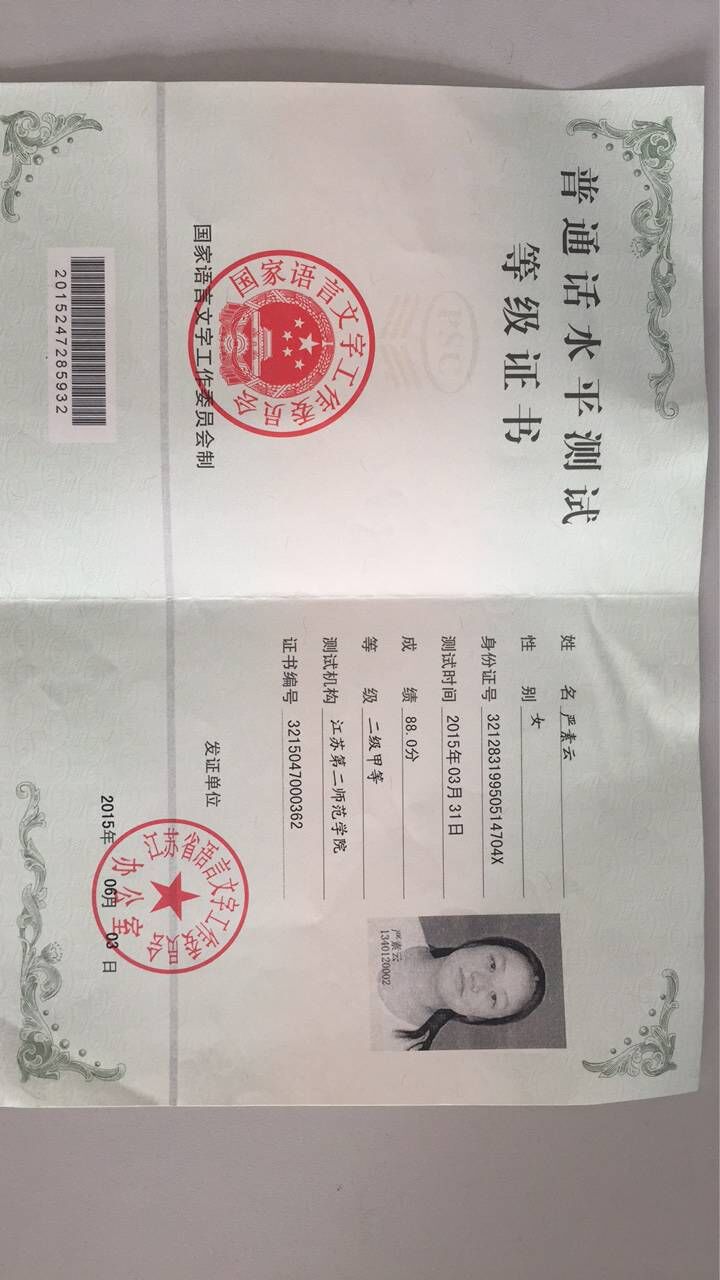 普通话水平测试
等级证书
PSC
国家语言文字工作委员会
国家语言文字工作委员会制
2015247285932
姓 名 严素云
性 别 女
身份证号 32128319950514704X
测试时间 2015年03月31日
成 绩 88.0分
等 级 二级甲等
测试机构 江苏第二师范学院
证书编号 3215047000362
严素云
1340120002
发证单位
江苏省语言文字工作委员会
办公室
2015年 06月 03 日